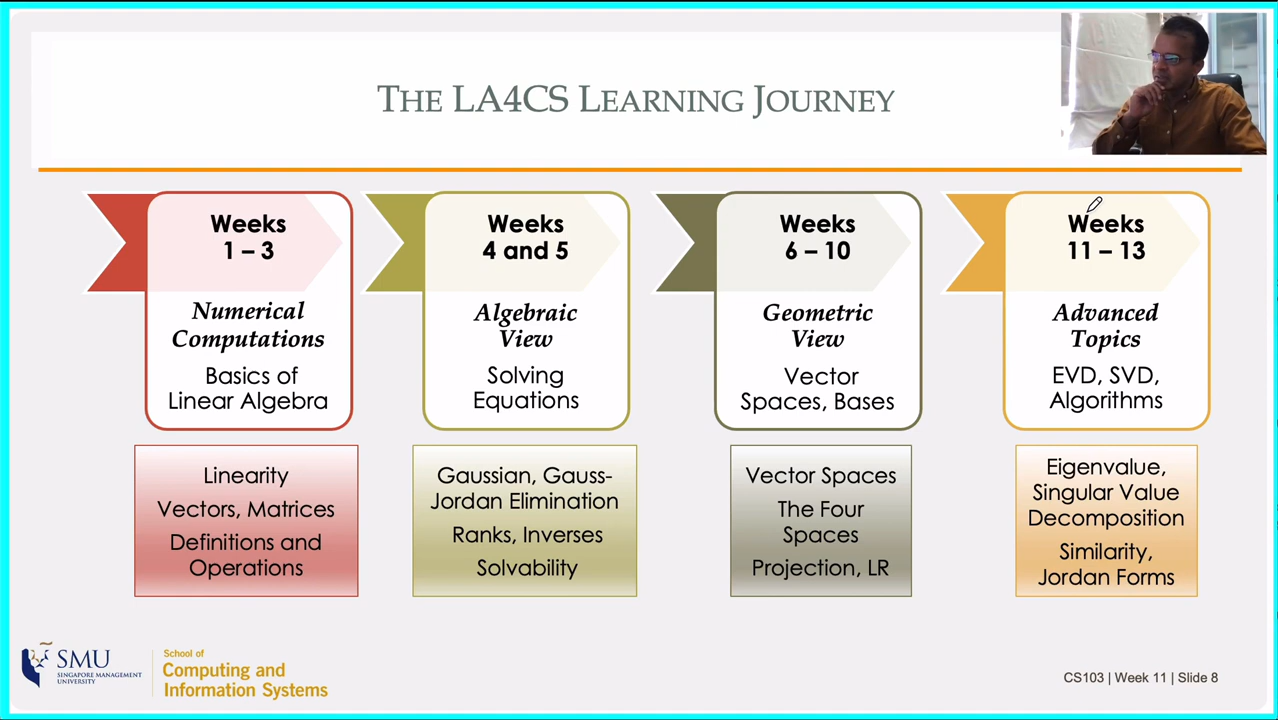 THE LA4CS LEARNING JOURNEY
Weeks
1 – 3
Numerical
Computations
Basics of
Linear Algebra
Linearity
Vectors, Matrices
Definitions and
Operations
Weeks
4 and 5
Algebraic
View
Solving
Equations
Gaussian, Gauss-
Jordan Elimination
Ranks, Inverses
Solvability
Weeks
6 – 10
Geometric
View
Vector
Spaces, Bases
Vector Spaces
The Four
Spaces
Projection, LR
Weeks
11 – 13
Advanced
Topics
EVD, SVD,
Algorithms
Eigenvalue,
Singular Value
Decomposition
Similarity,
Jordan Forms
SMU
SINGAPORE MANAGEMENT
UNIVERSITY
School of
Computing and
Information Systems
CS103 | Week 11 | Slide 8